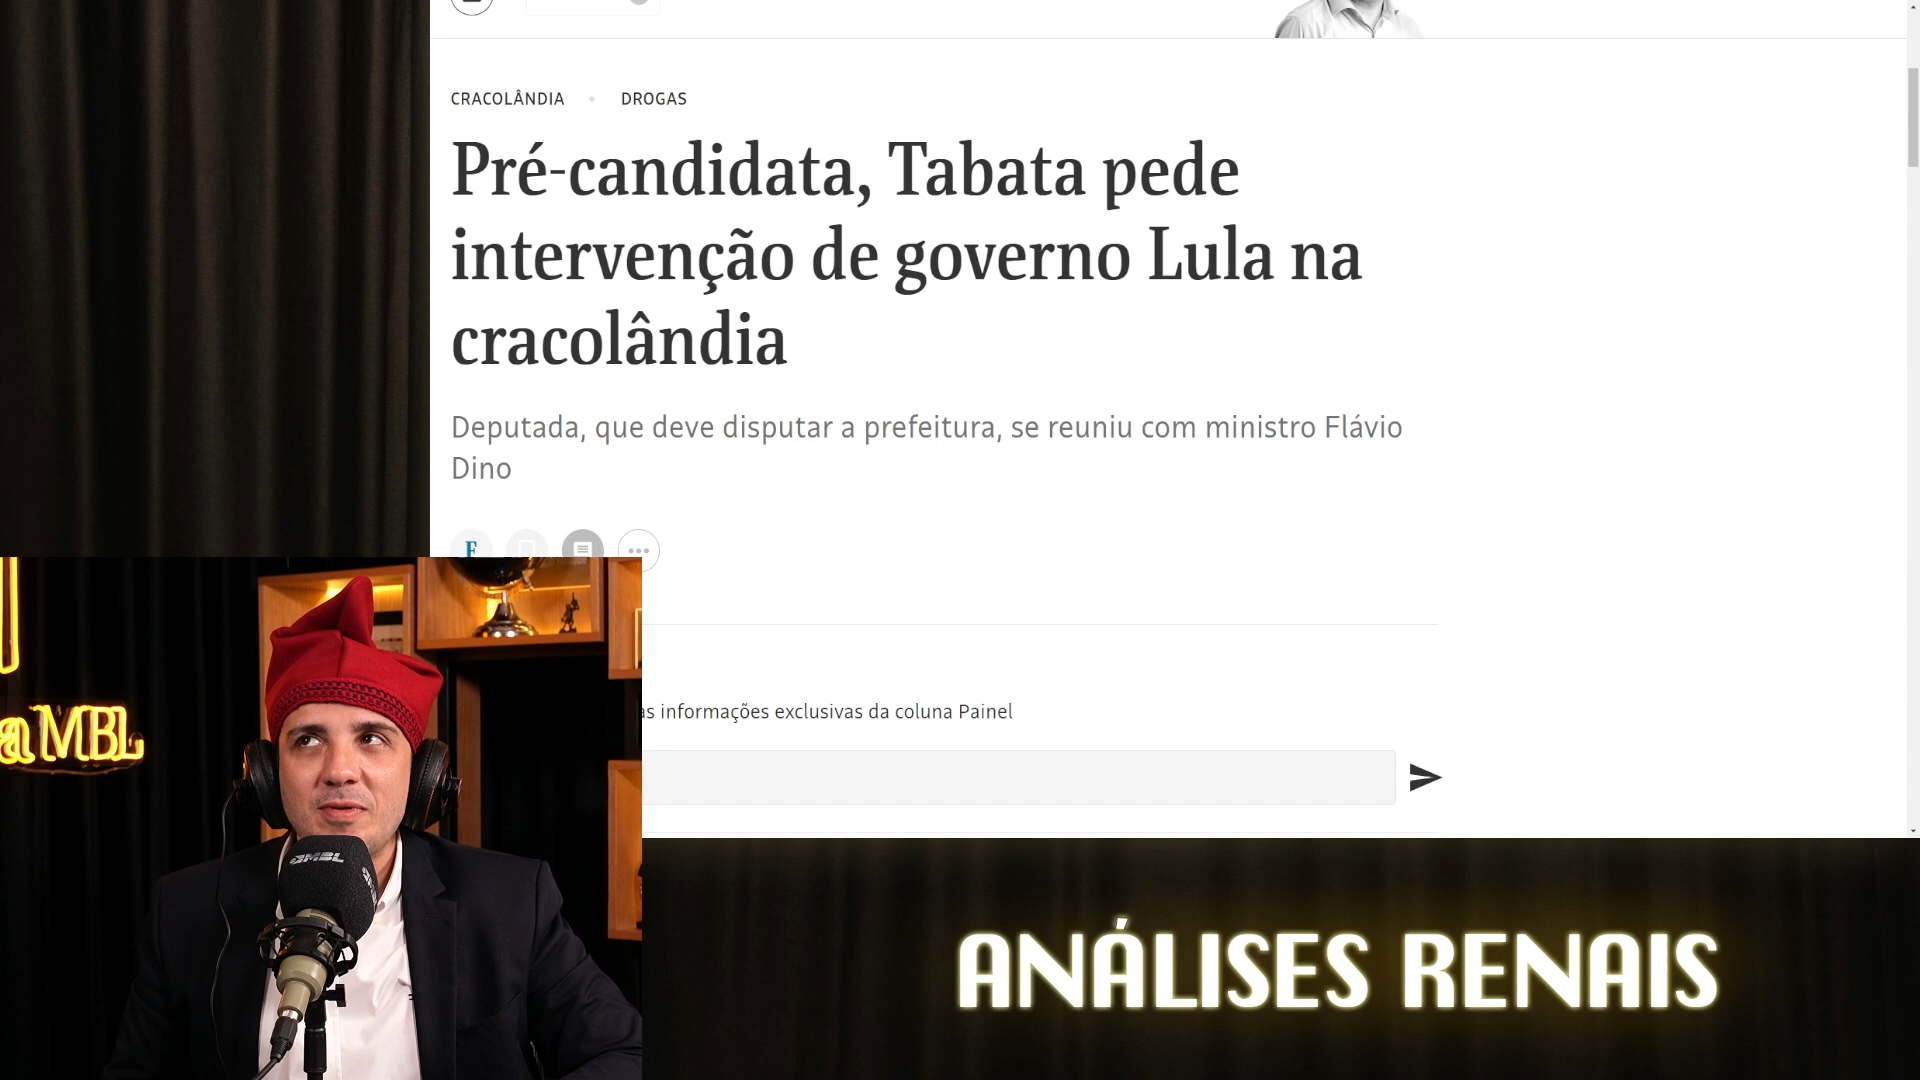 CRACOLÂNDIA • DROGAS
Pré-candidata, Tabata pede
intervenção de governo Lula na
cracolândia
Deputada, que deve disputar a prefeitura, se reuniu com ministro Flávio
Dino
F
as informações exclusivas da coluna Painel
aMBL
MBL
ANÁLISES RENAIS